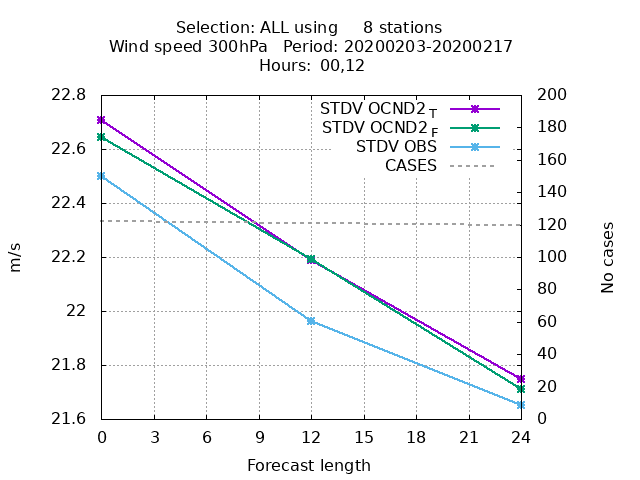 Selection: ALL using 8 stations
Wind speed 300hPa Period: 20200203-20200217
Hours: 00,12
STDV OCND2 T
STDV OCND2 F
STDV OBS
CASES
22.8
22.6
22.4
22.2
22
21.8
21.6
m/s
200
180
160
140
120
100
80
60
40
20
0
No cases
0 3 6 9 12 15 18 21 24
Forecast length